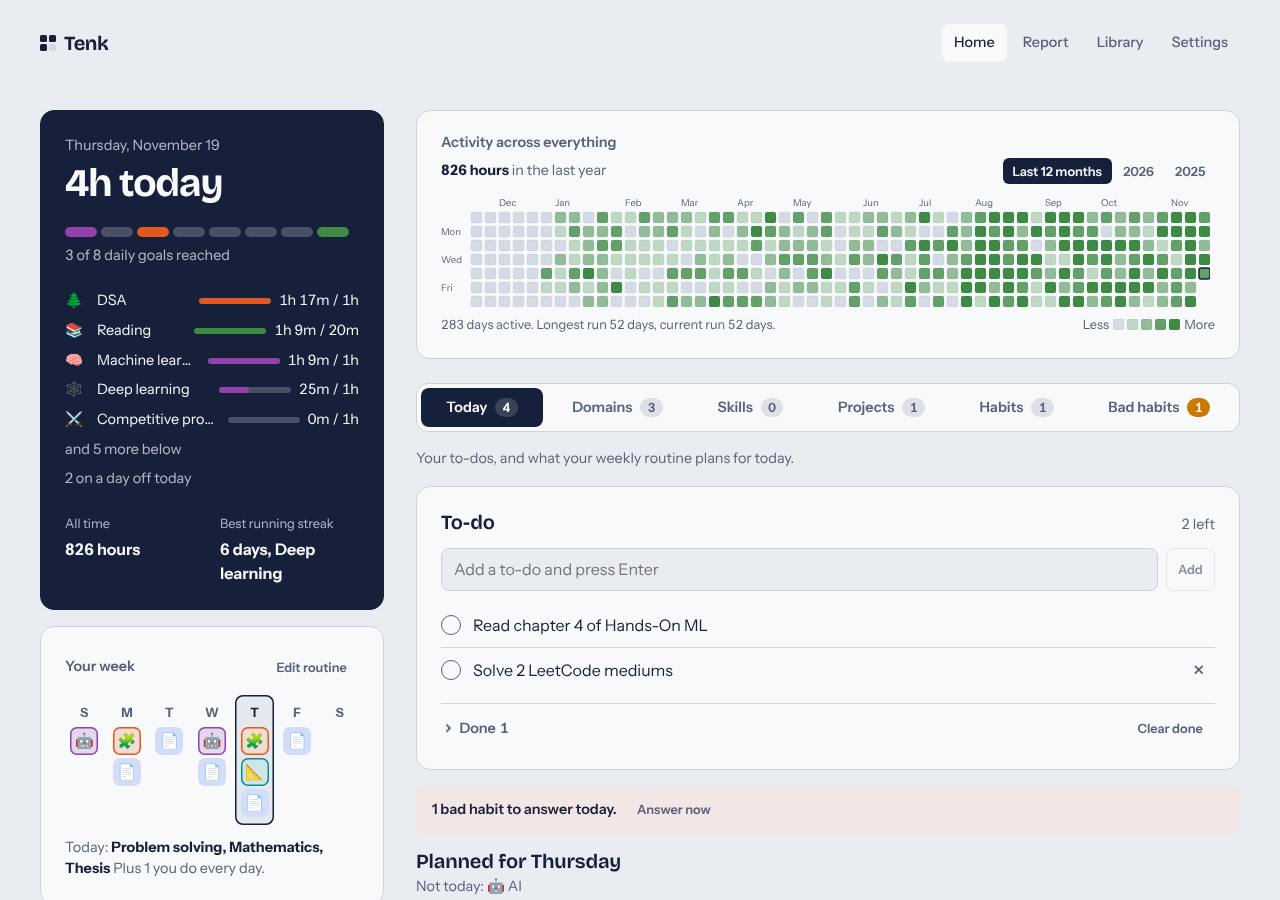 Tenk
Home
Report
Library
Settings
Thursday, November 19
4h today
3 of 8 daily goals reached
DSA 1h 17m / 1h
Reading 1h 9m / 20m
Machine lear... 1h 9m / 1h
Deep learning 25m / 1h
Competitive pro... 0m / 1h
and 5 more below
2 on a day off today
All time
826 hours
Best running streak
6 days, Deep
learning
Your week
Edit routine
S M T W T F S
Today: Problem solving, Mathematics,
Thesis Plus 1 you do every day.
Activity across everything
826 hours in the last year
Last 12 months 2026 2025
Dec Jan Feb Mar Apr May Jun Jul Aug Sep Oct Nov
Mon
Wed
Fri
283 days active. Longest run 52 days, current run 52 days.
Less More
Today 4
Domains 3
Skills 0
Projects 1
Habits 1
Bad habits 1
Your to-dos, and what your weekly routine plans for today.
To-do
2 left
Add a to-do and press Enter
Add
Read chapter 4 of Hands-On ML
Solve 2 LeetCode mediums
Done 1
Clear done
1 bad habit to answer today. Answer now
Planned for Thursday
Not today: 🤖 AI